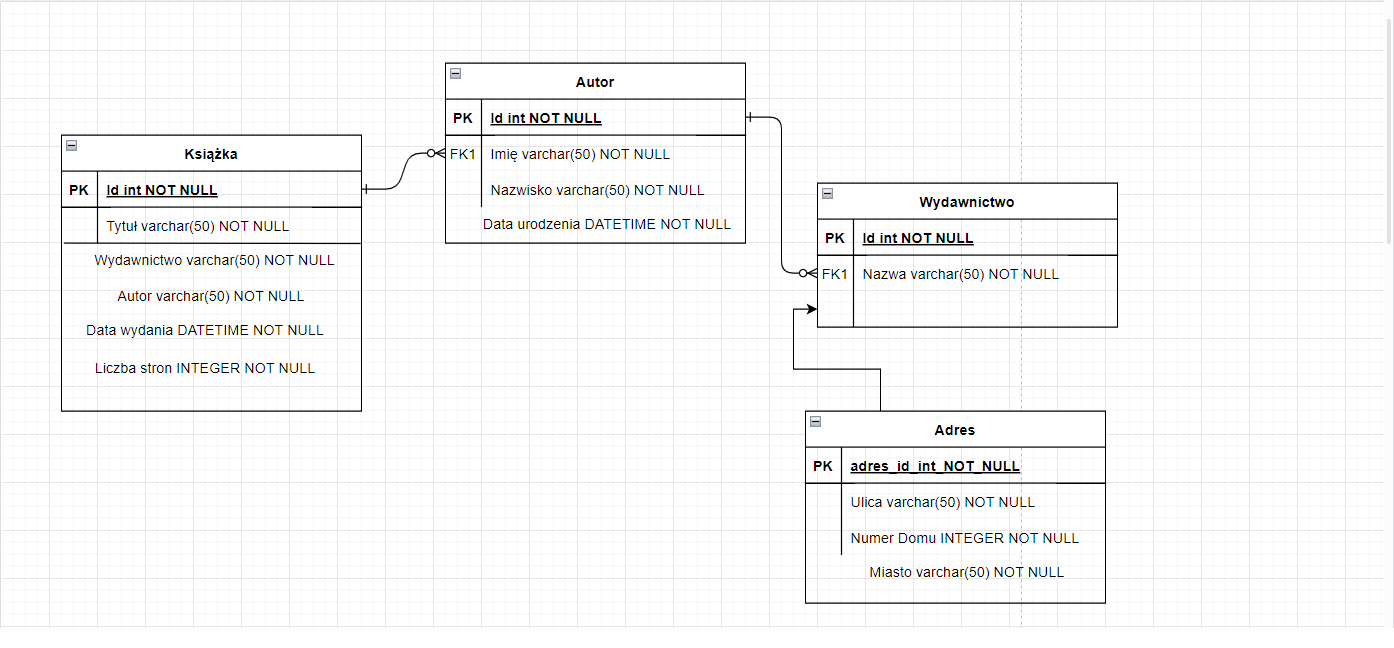 Książka
PK Id int NOT NULL
Tytuł varchar(50) NOT NULL
Wydawnictwo varchar(50) NOT NULL
Autor varchar(50) NOT NULL
Data wydania DATETIME NOT NULL
Liczba stron INTEGER NOT NULL
Autor
PK Id int NOT NULL
FK1 Imię varchar(50) NOT NULL
Nazwisko varchar(50) NOT NULL
Data urodzenia DATETIME NOT NULL
Wydawnictwo
PK Id int NOT NULL
FK1 Nazwa varchar(50) NOT NULL
Adres
PK adres_id_int_NOT_NULL
Ulica varchar(50) NOT NULL
Numer Domu INTEGER NOT NULL
Miasto varchar(50) NOT NULL